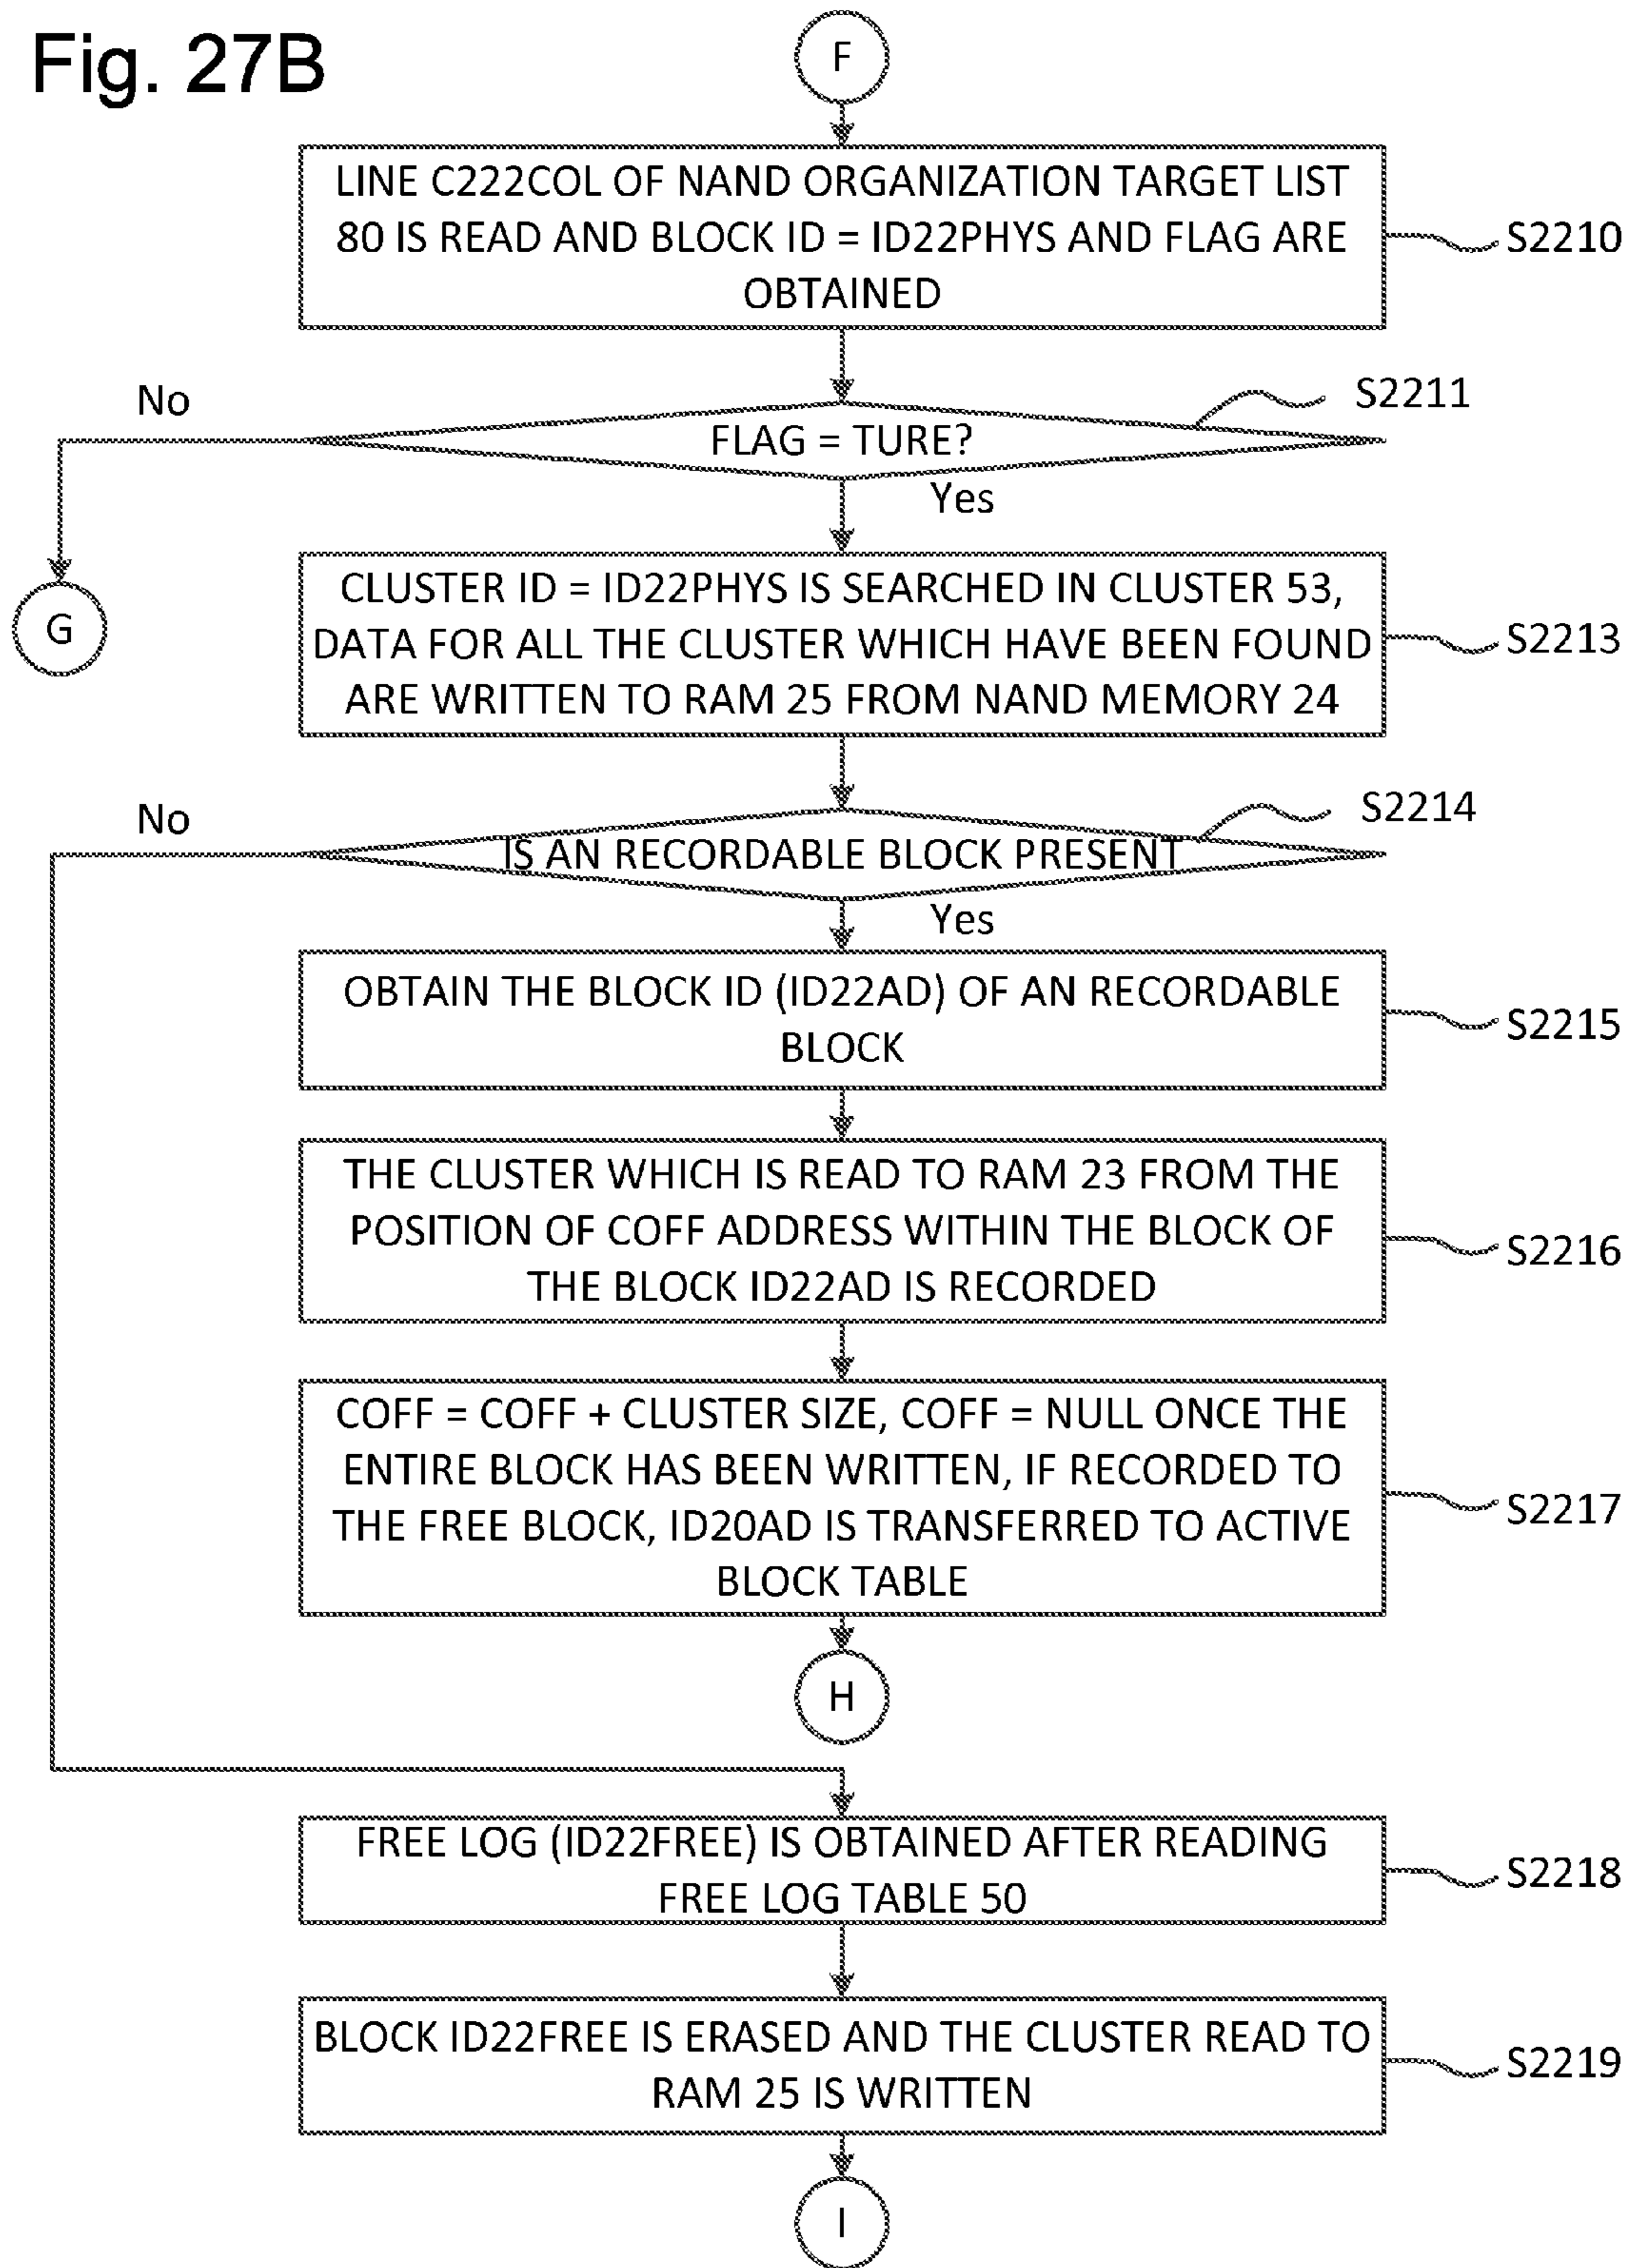 Fig. 27B
F
LINE C222COL OF NAND ORGANIZATION TARGET LIST
80 IS READ AND BLOCK ID = ID22PHYS AND FLAG ARE
OBTAINED
S2210
No
S2211
FLAG = TURE?
Yes
G
CLUSTER ID = ID22PHYS IS SEARCHED IN CLUSTER 53,
DATA FOR ALL THE CLUSTER WHICH HAVE BEEN FOUND
ARE WRITTEN TO RAM 25 FROM NAND MEMORY 24
S2213
No
S2214
IS AN RECORDABLE BLOCK PRESENT
Yes
OBTAIN THE BLOCK ID (ID22AD) OF AN RECORDABLE
BLOCK
S2215
THE CLUSTER WHICH IS READ TO RAM 23 FROM THE
POSITION OF COFF ADDRESS WITHIN THE BLOCK OF
THE BLOCK ID22AD IS RECORDED
S2216
COFF = COFF + CLUSTER SIZE, COFF = NULL ONCE THE
ENTIRE BLOCK HAS BEEN WRITTEN, IF RECORDED TO
THE FREE BLOCK, ID20AD IS TRANSFERRED TO ACTIVE
BLOCK TABLE
S2217
H
FREE LOG (ID22FREE) IS OBTAINED AFTER READING
FREE LOG TABLE 50
S2218
BLOCK ID22FREE IS ERASED AND THE CLUSTER READ TO
RAM 25 IS WRITTEN
S2219
I